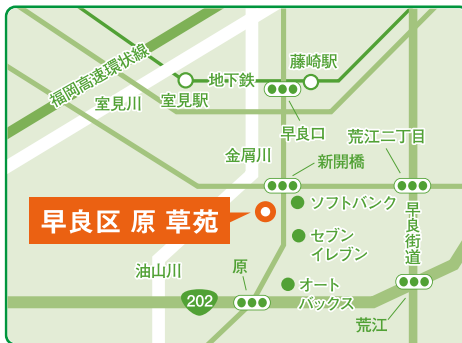 福岡高速環状線
地下鉄
藤崎駅
室見川
室見駅
早良口
荒江二丁目
金屑川
新開橋
ソフトバンク
早良区 原 草苑
早良街道
セブン
イレブン
油山川
原
オート
バックス
202
荒江